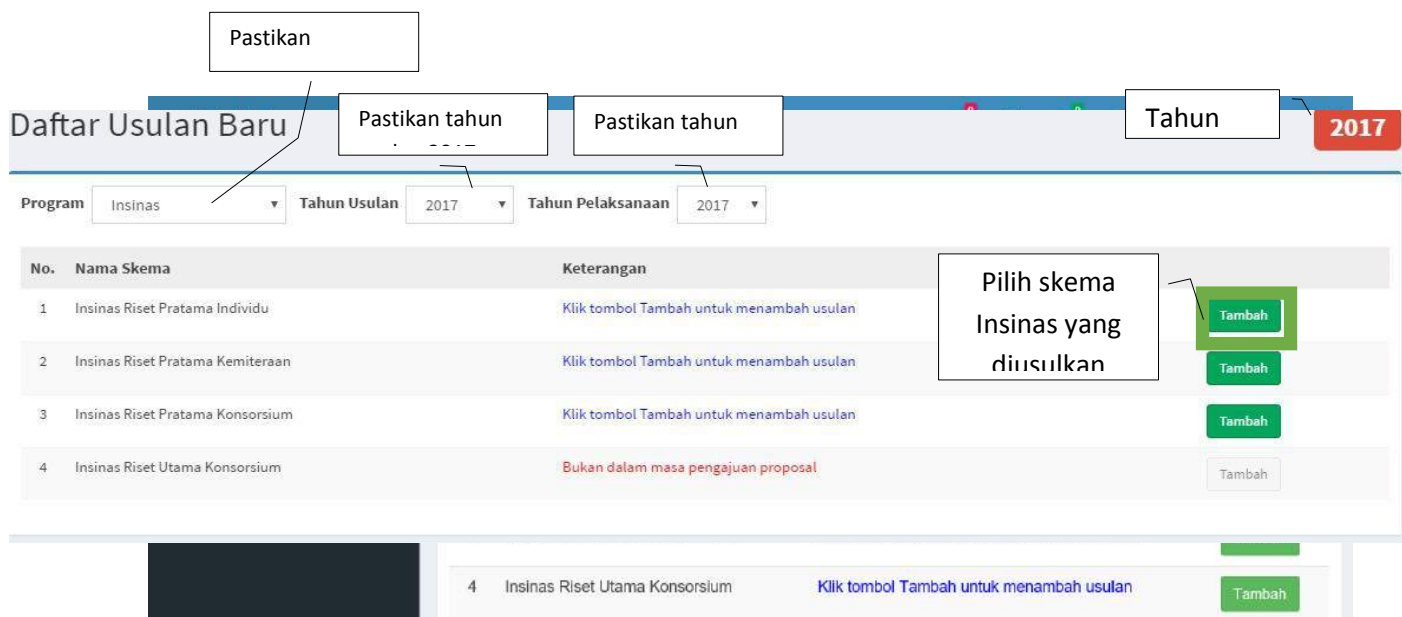 Pastikan
Daftar Usulan Baru
Pastikan tahun
Pastikan tahun
Tahun
2017
Program Insinas Tahun Usulan 2017 Tahun Pelaksanaan 2017
No. Nama Skema Keterangan
1 Insinas Riset Pratama Individu Klik tombol Tambah untuk menambah usulan Tambah
2 Insinas Riset Pratama Kemiteraan Klik tombol Tambah untuk menambah usulan Tambah
3 Insinas Riset Pratama Konsorsium Klik tombol Tambah untuk menambah usulan Tambah
4 Insinas Riset Utama Konsorsium Bukan dalam masa pengajuan proposal Tambah
Pilih skema
Insinas yang
diusulkan
4 Insinas Riset Utama Konsorsium Klik tombol Tambah untuk menambah usulan Tambah